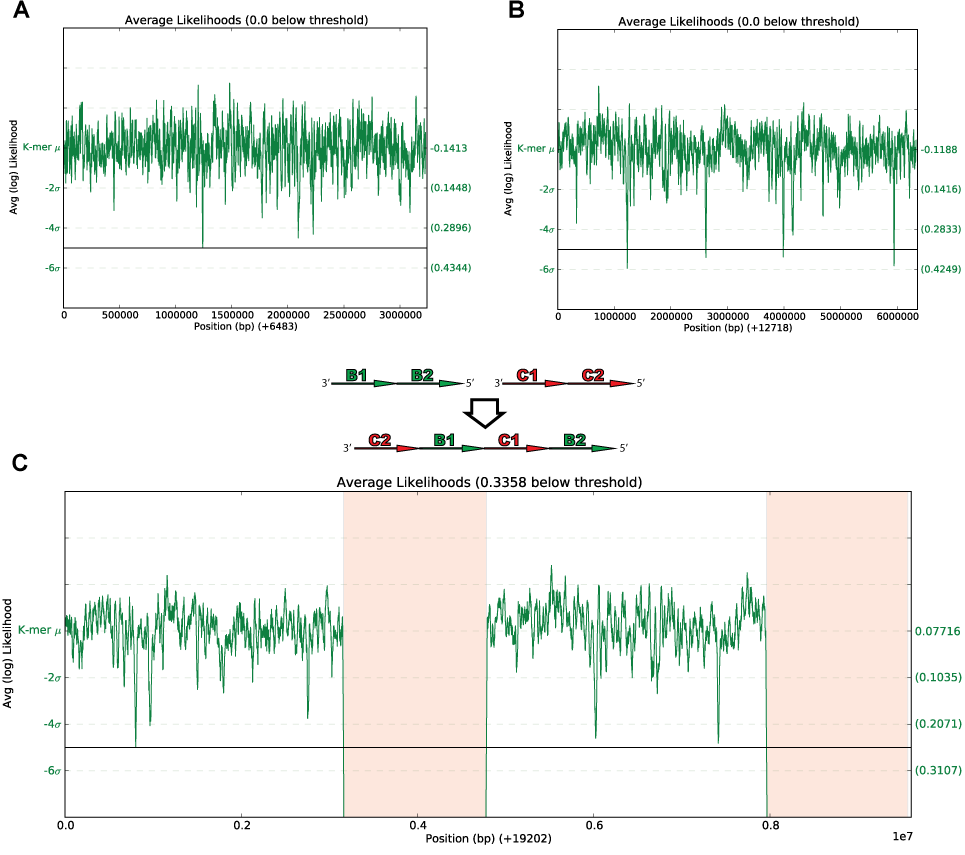 A
Average Likelihoods (0.0 below threshold)
Avg (log) Likelihood
K-mer μ
-2σ
-4σ
-6σ
-0.1413
(0.1448)
(0.2896)
(0.4344)
0 500000 1000000 1500000 2000000 2500000 3000000
Position (bp) (+6483)
B
Average Likelihoods (0.0 below threshold)
Avg (log) Likelihood
K-mer μ
-2σ
-4σ
-6σ
-0.1188
(0.1416)
(0.2833)
(0.4249)
0 1000000 2000000 3000000 4000000 5000000 6000000
Position (bp) (+12718)
3’ B1 B2 5’ 3’ C1 C2 5’
3’ C2 B1 C1 B2 5’
C
Average Likelihoods (0.3358 below threshold)
Avg (log) Likelihood
K-mer μ
-2σ
-4σ
-6σ
0.07716
(0.1035)
(0.2071)
(0.3107)
0.0 0.2 0.4 0.6 0.8
1e7
Position (bp) (+19202)